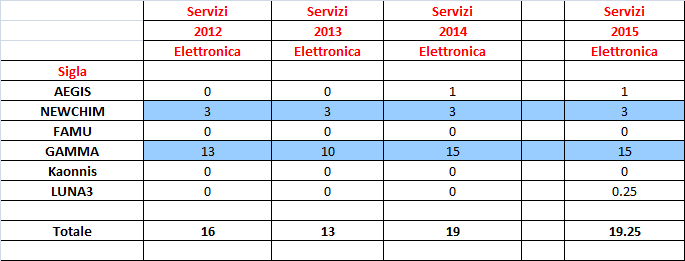 Servizi Servizi Servizi Servizi
2012 2013 2014 2015
Elettronica Elettronica Elettronica Elettronica
Sigla
AEGIS 0 0 1 1
NEWCHIM 3 3 3 3
FAMU 0 0 0 0
GAMMA 13 10 15 15
Kaonnis 0 0 0 0
LUNA3 0 0 0 0.25
Totale 16 13 19 19.25